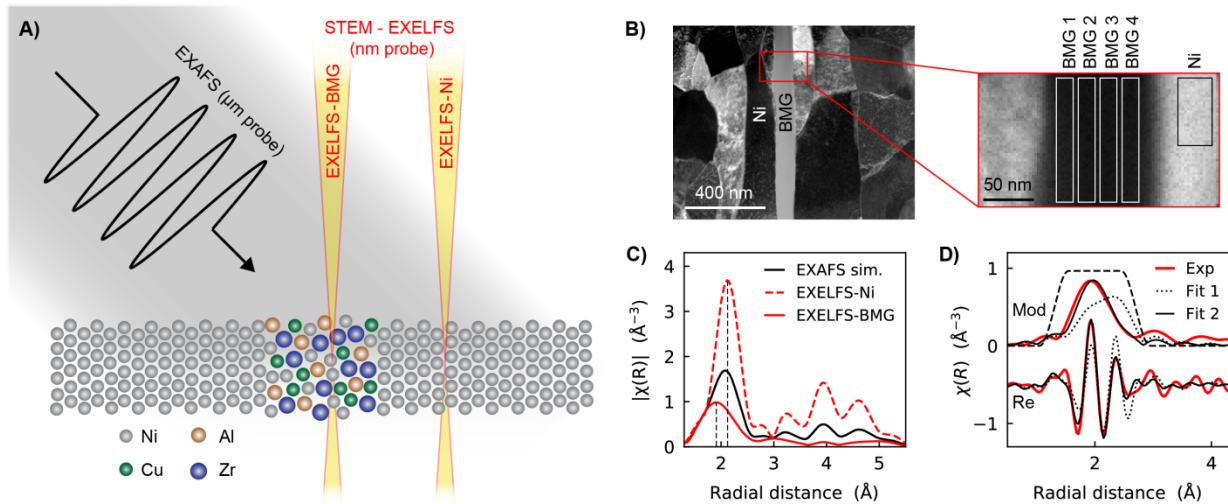 A)
STEM - EXELFS
(nm probe)
EXAFS (µm probe)
EXELFS-BMG
EXELFS-Ni
Ni
Al
Cu
Zr
B)
Ni
BMG
400 nm
BMG 1
BMG 2
BMG 3
BMG 4
Ni
50 nm
C)
4
3
2
1
0
|χ(R)| (Å⁻³)
EXAFS sim.
EXELFS-Ni
EXELFS-BMG
2 3 4 5
Radial distance (Å)
D)
1
0
−1
χ(R) (Å⁻³)
Mod
Re
Exp
Fit 1
Fit 2
2 4
Radial distance (Å)